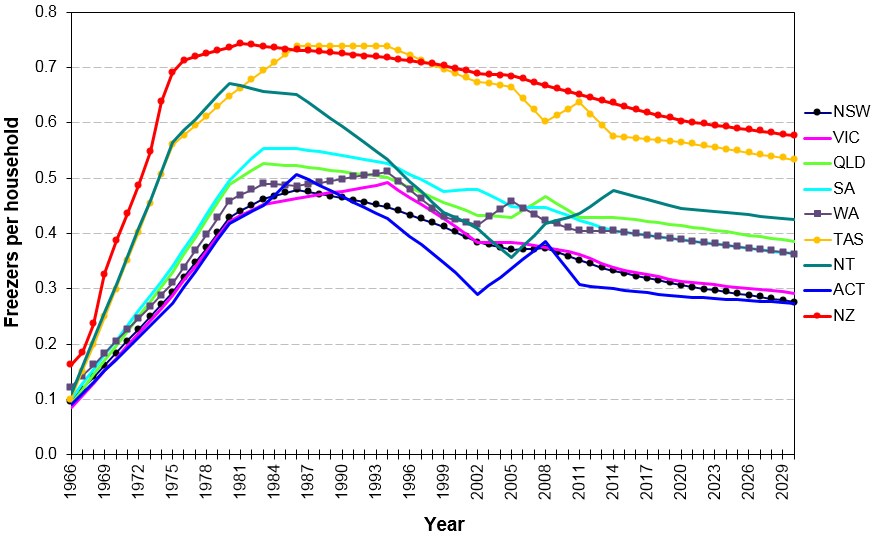 Freezers per household
0.8
0.7
0.6
0.5
0.4
0.3
0.2
0.1
0.0
1966 1969 1972 1975 1978 1981 1984 1987 1990 1993 1996 1999 2002 2005 2008 2011 2014 2017 2020 2023 2026 2029
Year
NSW
VIC
QLD
SA
WA
TAS
NT
ACT
NZ